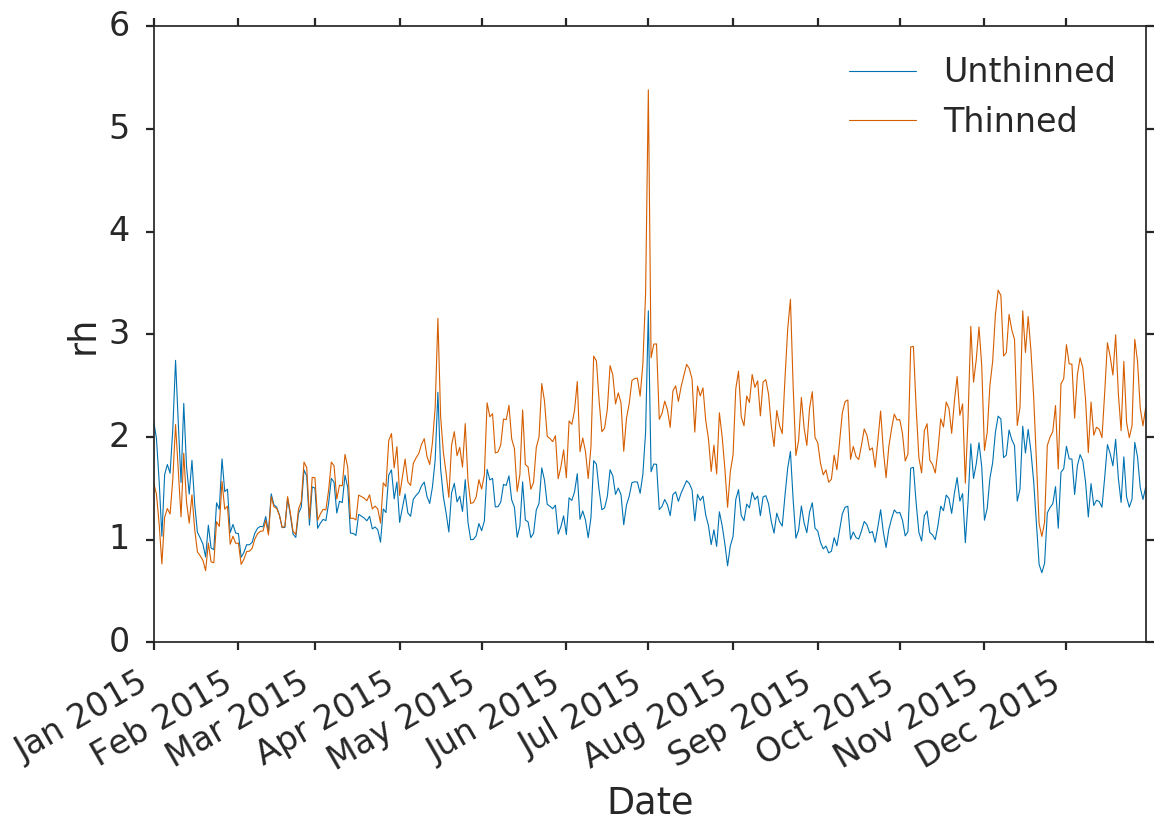 6
Unthinned
Thinned
5
4
3
rh
2
1
0
Jan 2015
Feb 2015
Mar 2015
Apr 2015
May 2015
Jun 2015
Jul 2015
Aug 2015
Sep 2015
Oct 2015
Nov 2015
Dec 2015
Date